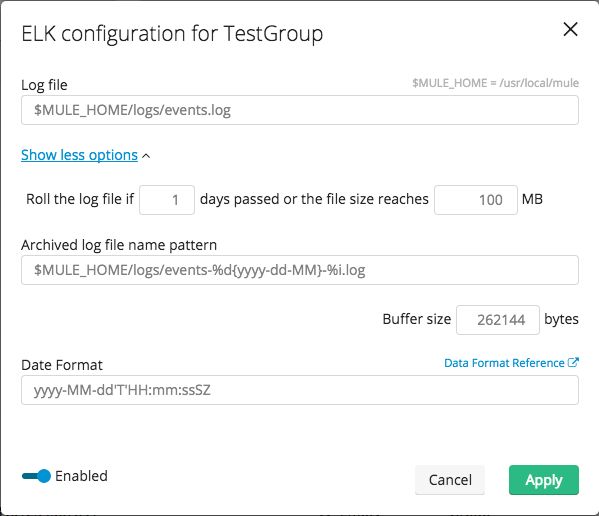 ELK configuration for TestGroup
Log file
$MULE_HOME = /usr/local/mule
$MULE_HOME/logs/events.log
Show less options
Roll the log file if 1 days passed or the file size reaches 100 MB
Archived log file name pattern
$MULE_HOME/logs/events-%d{yyyy-dd-MM}-%i.log
Buffer size 262144 bytes
Date Format
Data Format Reference
yyyy-MM-dd'T'HH:mm:ssSZ
Enabled
Cancel
Apply